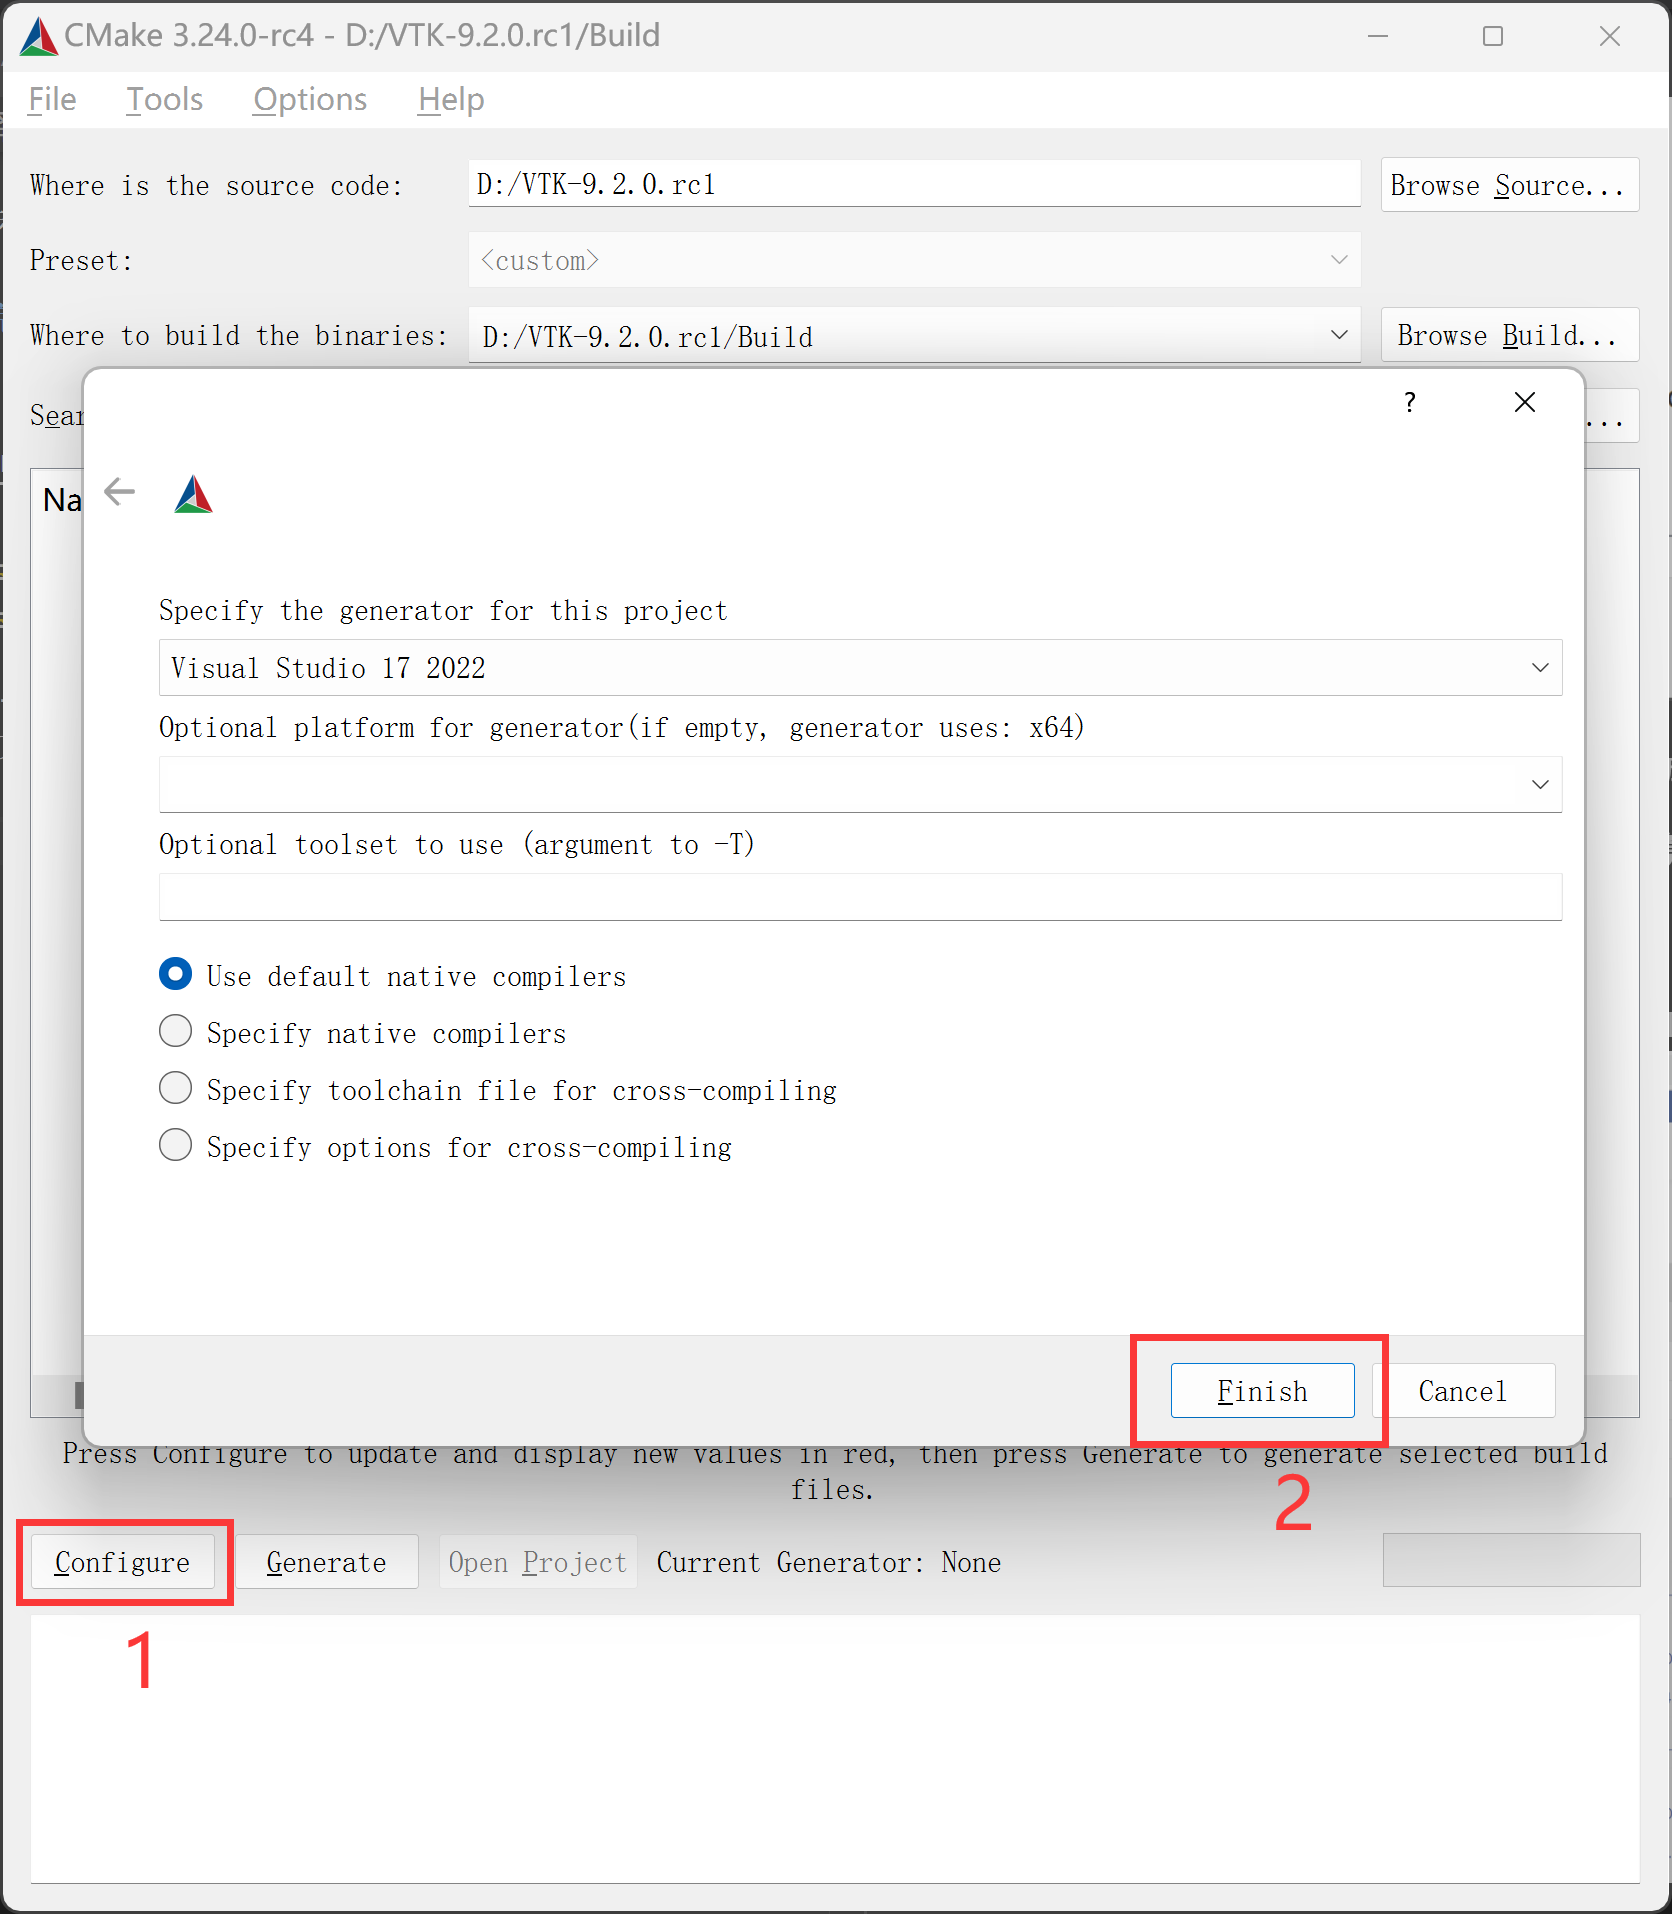 CMake 3.24.0-rc4 - D:/VTK-9.2.0.rc1/Build
File Tools Options Help
Where is the source code: D:/VTK-9.2.0.rc1 Browse Source...
Preset: <custom>
Where to build the binaries: D:/VTK-9.2.0.rc1/Build Browse Build...
?
Specify the generator for this project
Visual Studio 17 2022
Optional platform for generator(if empty, generator uses: x64)
Optional toolset to use (argument to -T)
Use default native compilers
Specify native compilers
Specify toolchain file for cross-compiling
Specify options for cross-compiling
Finish Cancel
Press Configure to update and display new values in red, then press Generate to generate selected build
files.
2
Configure Generate Open Project Current Generator: None
1